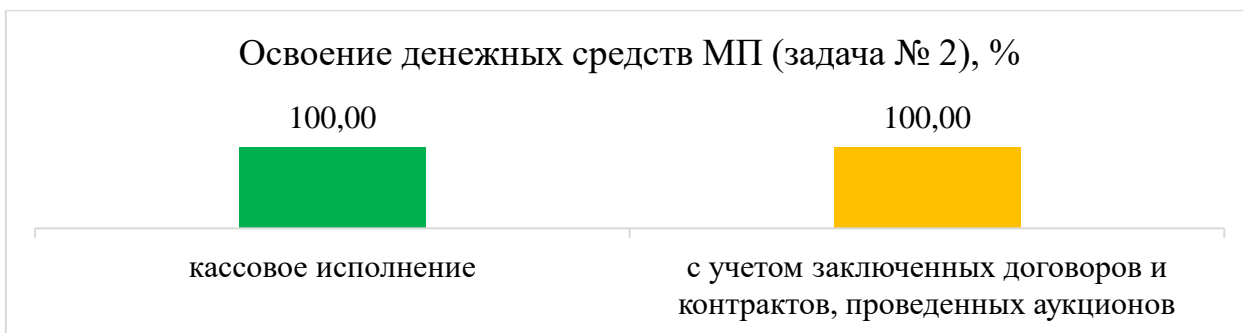 Освоение денежных средств МП (задача № 2), %
100,00
100,00
кассовое исполнение
с учетом заключенных договоров и
контрактов, проведенных аукционов